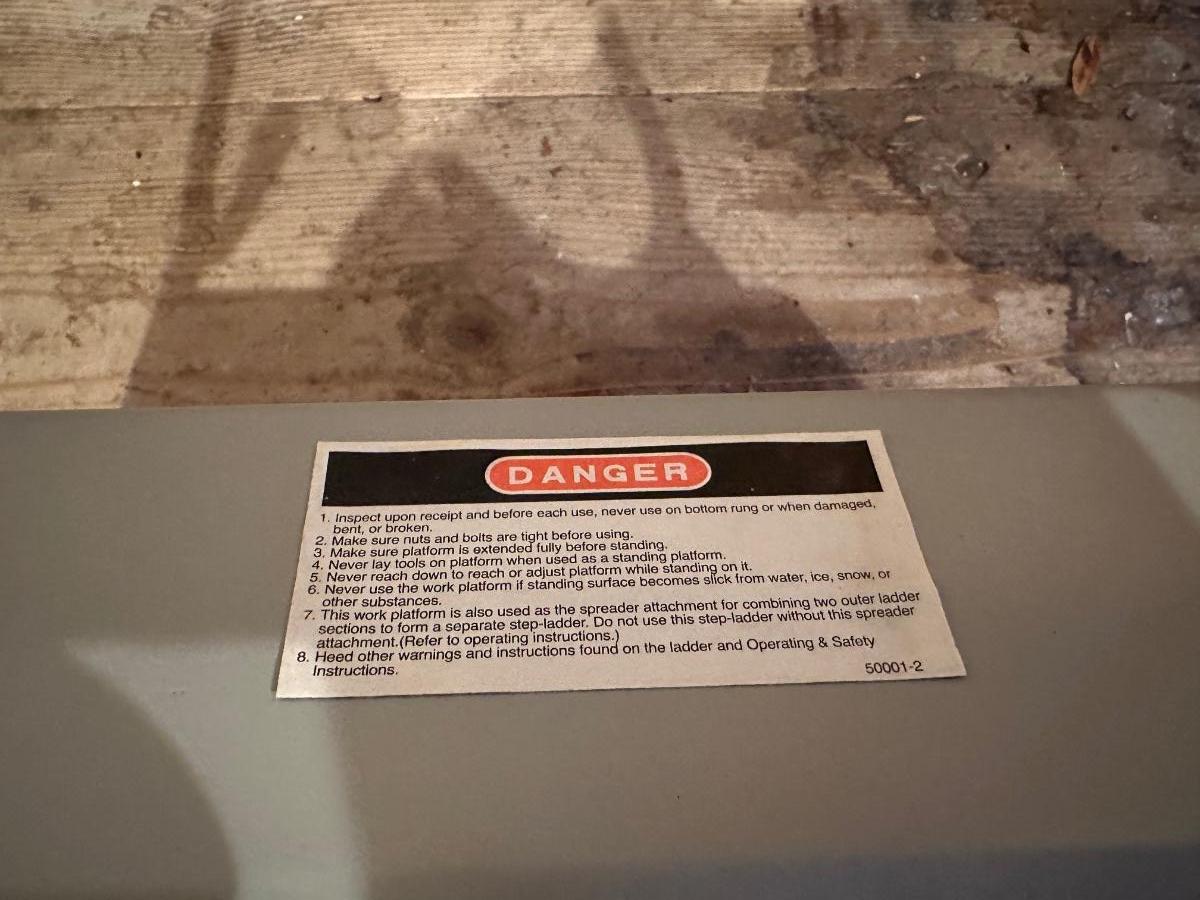 DANGER
1. Inspect upon receipt and before each use, never use on bottom rung or when damaged,
bent, or broken.
2. Make sure nuts and bolts are tight before using.
3. Make sure platform is extended fully before standing.
4. Never lay tools on platform when used as a standing platform.
5. Never reach down to reach or adjust platform while standing on it.
6. Never use the work platform if standing surface becomes slick from water, ice, snow, or
other substances.
7. This work platform is also used as the spreader attachment for combining two outer ladder
sections to form a separate step-ladder. Do not use this step-ladder without this spreader
attachment.(Refer to operating instructions.)
8. Heed other warnings and instructions found on the ladder and Operating & Safety
Instructions.
50001-2